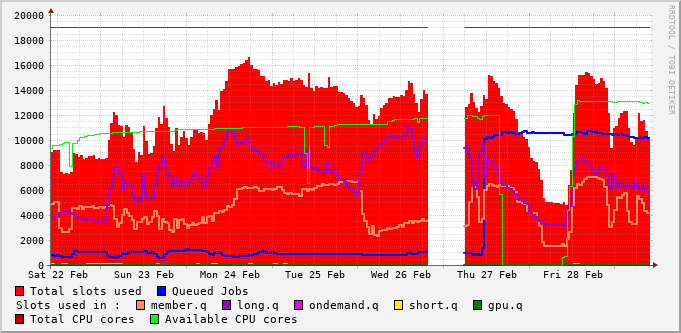 20000
18000
16000
14000
12000
10000
8000
6000
4000
2000
0
Sat 22 Feb Sun 23 Feb Mon 24 Feb Tue 25 Feb Wed 26 Feb Thu 27 Feb Fri 28 Feb
RRDTOOL / TOBI OETIKER
Total slots used Queued Jobs
Slots used in : member.q long.q ondemand.q short.q gpu.q
Total CPU cores Available CPU cores